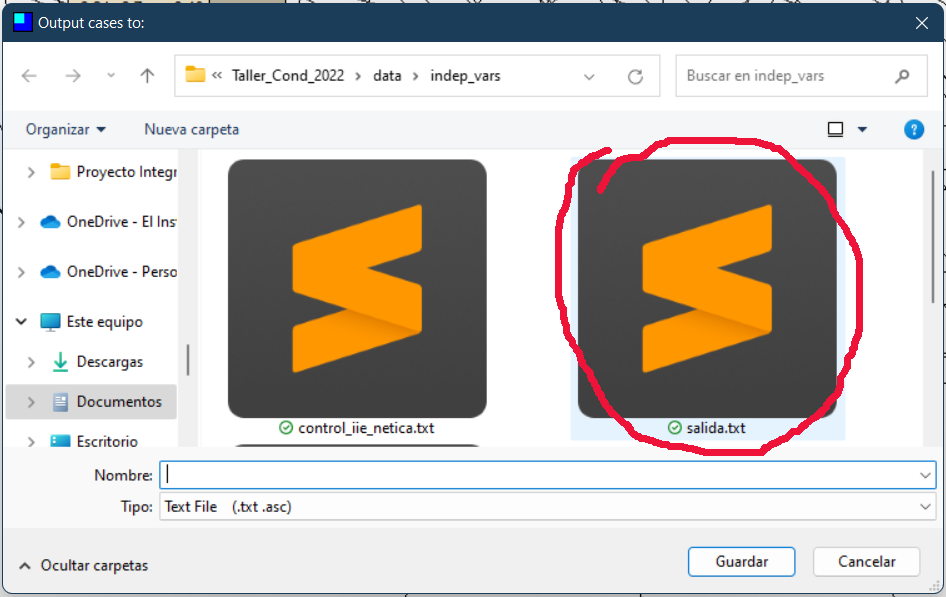 Output cases to:
« Taller_Cond_2022 > data > indep_vars
Buscar en indep_vars
Organizar
Nueva carpeta
?
Proyecto Integr
OneDrive - El Ins
OneDrive - Perso
Este equipo
Descargas
Documentos
Escritorio
control_iie_netica.txt
salida.txt
Nombre:
Tipo: Text File (.txt .asc)
Ocultar carpetas
Guardar
Cancelar